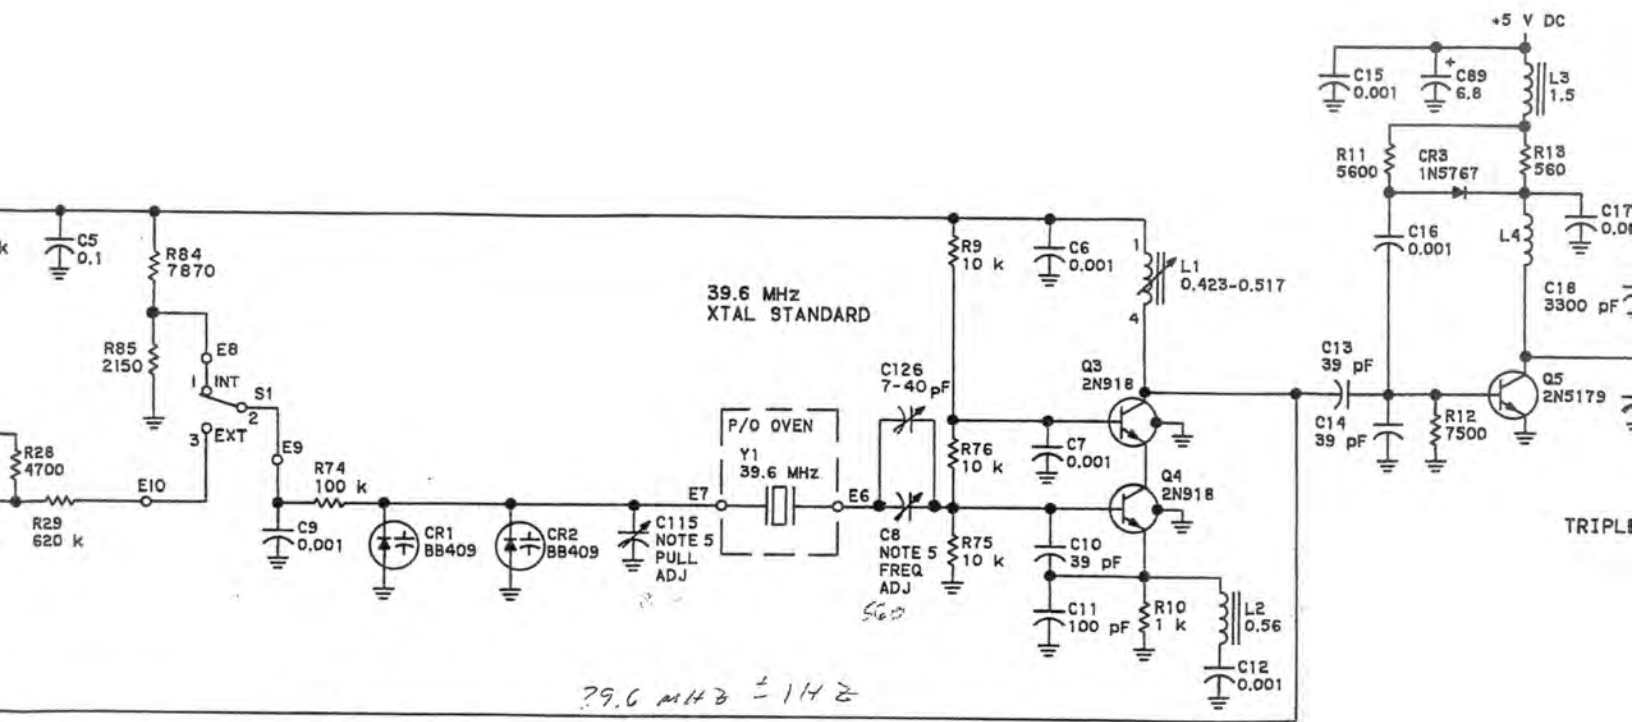 +5 V DC
C15
0.001
+
C89
6.8
L3
1.5
R11
5600
CR3
1N5767
R13
560
k
C5
0.1
R84
7870
R9
10 k
C6
0.001
1
L1
0.423-0.517
4
C16
0.001
L4
C17
C18
3300 pF
39.6 MHz
XTAL STANDARD
R85
2150
E8
1
INT
S1
2
3
EXT
E9
C126
7-40 pF
Q3
2N918
C13
39 pF
Q5
2N5179
C14
39 pF
R12
7500
R28
4700
R29
620 k
E10
R74
100 k
C9
0.001
CR1
BB409
CR2
BB409
C115
NOTE 5
PULL
ADJ
E7
P/O OVEN
Y1
39.6 MHz
E6
C8
NOTE 5
FREQ
ADJ
560
R76
10 k
C7
0.001
Q4
2N918
R75
10 k
C10
39 pF
C11
100 pF
R10
1 k
L2
0.56
C12
0.001
39.6 MHZ ± 1HZ